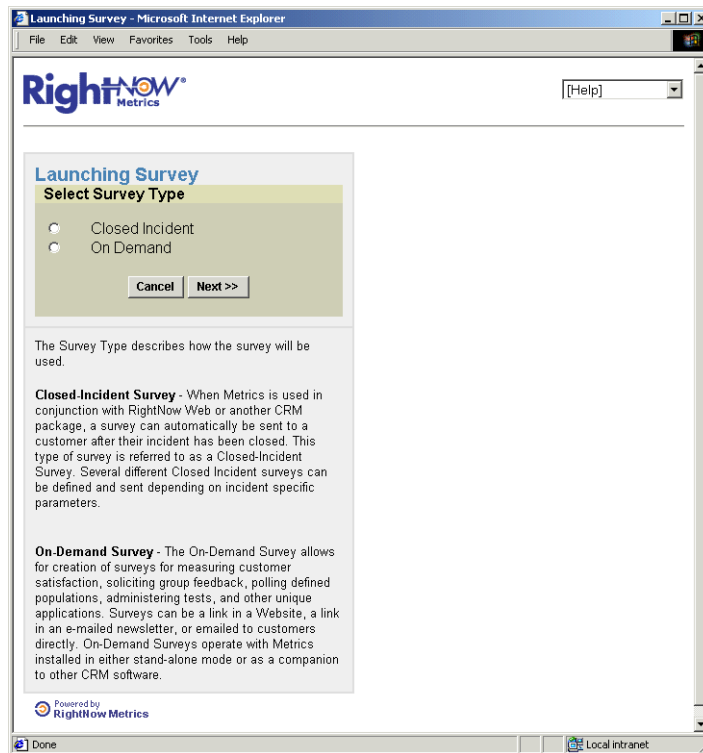 Launching Survey - Microsoft Internet Explorer
File Edit View Favorites Tools Help
RightNOW®
Metrics
[Help]
Launching Survey
Select Survey Type
Closed Incident
On Demand
Cancel Next >>
The Survey Type describes how the survey will be
used.
Closed-Incident Survey - When Metrics is used in
conjunction with RightNow Web or another CRM
package, a survey can automatically be sent to a
customer after their incident has been closed. This
type of survey is referred to as a Closed-Incident
Survey. Several different Closed Incident surveys can
be defined and sent depending on incident specific
parameters.
On-Demand Survey - The On-Demand Survey allows
for creation of surveys for measuring customer
satisfaction, soliciting group feedback, polling defined
populations, administering tests, and other unique
applications. Surveys can be a link in a Website, a link
in an e-mailed newsletter, or emailed to customers
directly. On-Demand Surveys operate with Metrics
installed in either stand-alone mode or as a companion
to other CRM software.
Powered by
RightNow Metrics
Done Local intranet